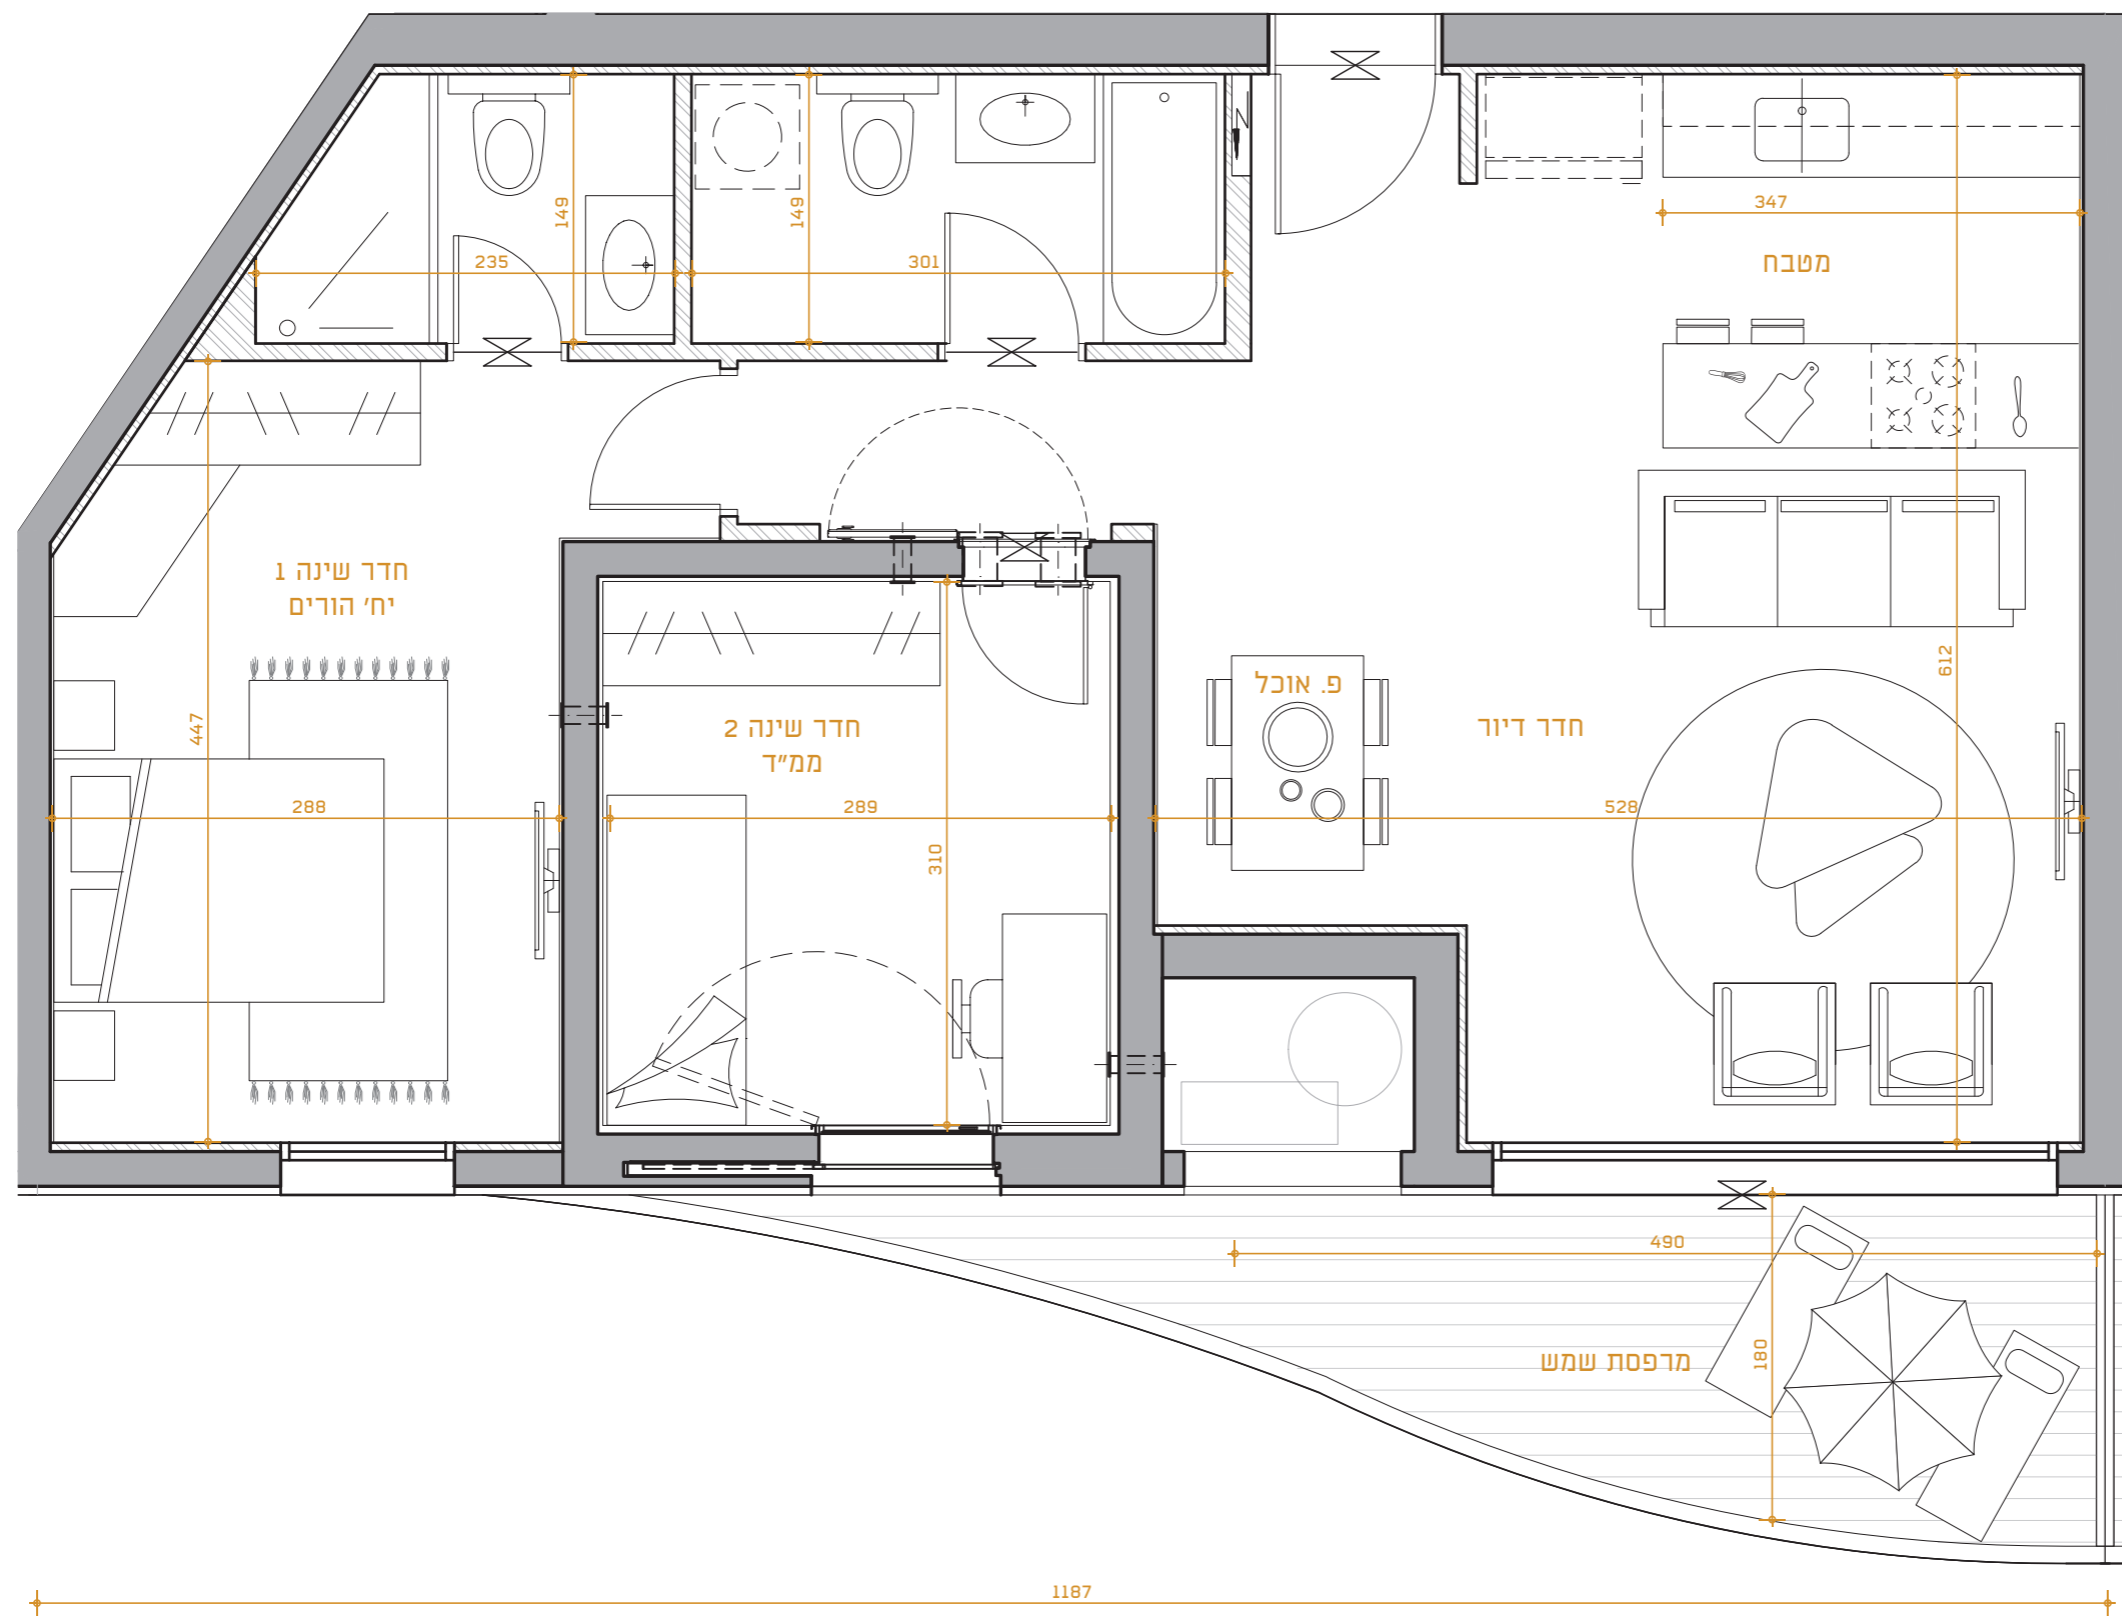 149
149
235
301
347
מטבח
חדר שינה 1
יח׳ הורים
447
288
חדר שינה 2
ממ״ד
289
310
פ. אוכל
חדר דיור
612
528
490
180
מרפסת שמש
1187